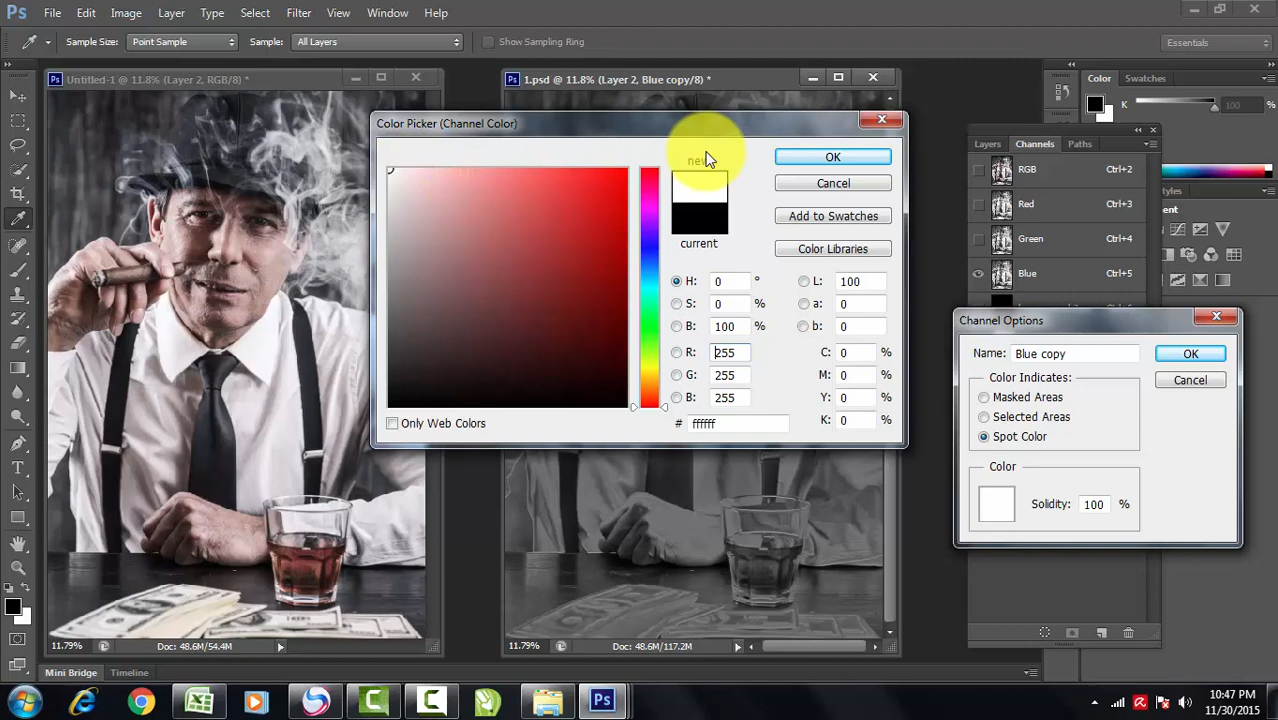 Ps File Edit Image Layer Type Select Filter View Window Help
Sample Size: Point Sample Sample: All Layers Show Sampling Ring Essentials
Untitled-1 @ 11.8% (Layer 2, RGB/8) *
1.psd @ 11.8% (Layer 2, Blue copy/8) *
Color Swatches
K 100 %
Color Picker (Channel Color)
new
current
OK
Cancel
Add to Swatches
Color Libraries
H: 0 °
S: 0 %
B: 100 %
R: 255
G: 255
B: 255
# ffffff
L: 100
a: 0
b: 0
C: 0 %
M: 0 %
Y: 0 %
K: 0 %
Only Web Colors
Layers Channels Paths
RGB Ctrl+2
Red Ctrl+3
Green Ctrl+4
Blue Ctrl+5
Channel Options
Name: Blue copy OK
Cancel
Color Indicates:
Masked Areas
Selected Areas
Spot Color
Color
Solidity: 100 %
11.79% Doc: 48.6M/54.4M
11.79% Doc: 48.6M/117.2M
Mini Bridge Timeline
Ps
10:47 PM
11/30/2015